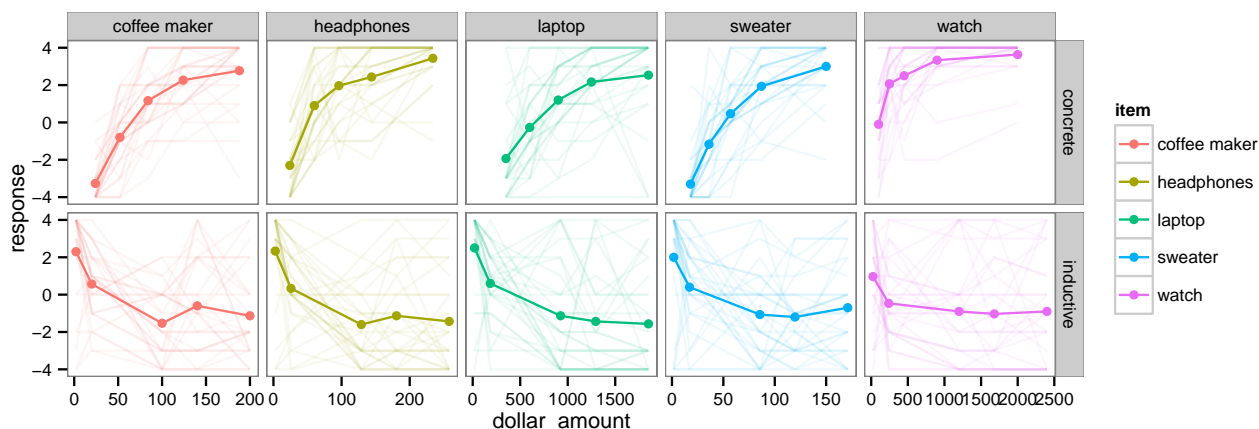 coffee maker headphones laptop sweater watch
response
4
2
0
−2
−4
concrete
4
2
0
−2
−4
inductive
0 50 100 150 200 0 100 200 0 500 1000 1500 0 50 100 150 0 500 1000 1500 2000 2500
dollar_amount
item
coffee maker
headphones
laptop
sweater
watch